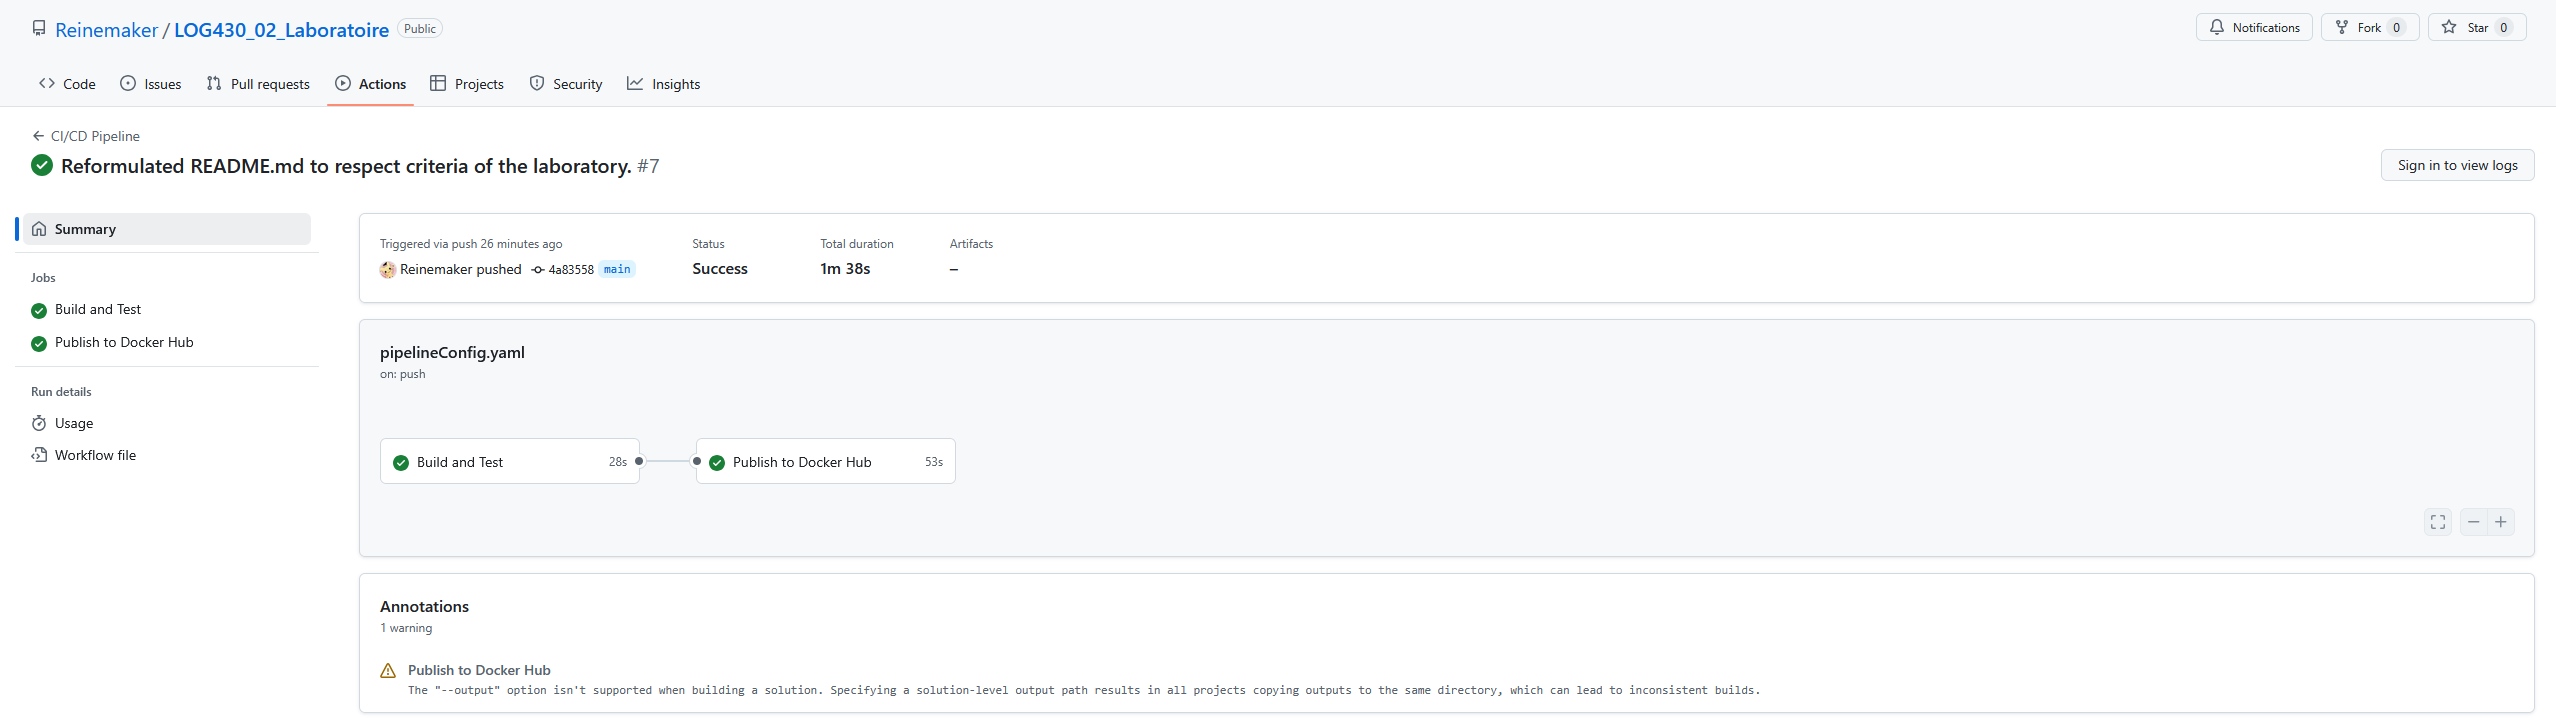 Reinemaker / LOG430_02_Laboratoire Public
Notifications Fork 0 Star 0
Code Issues Pull requests Actions Projects Security Insights
CI/CD Pipeline
Reformulated README.md to respect criteria of the laboratory. #7
Sign in to view logs
Summary
Jobs
Build and Test
Publish to Docker Hub
Run details
Usage
Workflow file
Triggered via push 26 minutes ago Status Total duration Artifacts
Reinemaker pushed 4a83558 main Success 1m 38s –
pipelineConfig.yaml
on: push
Build and Test 28s Publish to Docker Hub 53s
Annotations
1 warning
Publish to Docker Hub
The "--output" option isn't supported when building a solution. Specifying a solution-level output path results in all projects copying outputs to the same directory, which can lead to inconsistent builds.